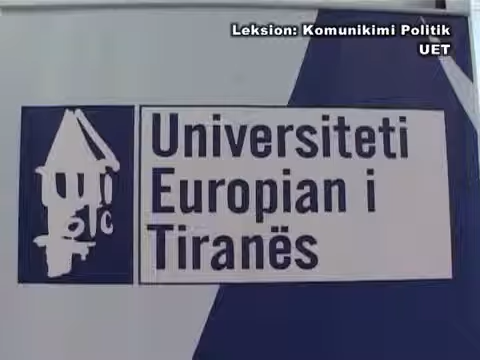 Leksion: Komunikimi Politik
UET
Universiteti
Europian i
Tiranës